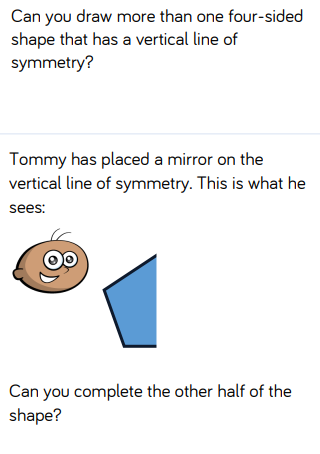 Can you draw more than one four-sided
shape that has a vertical line of
symmetry?
Tommy has placed a mirror on the
vertical line of symmetry. This is what he
sees:
Can you complete the other half of the
shape?